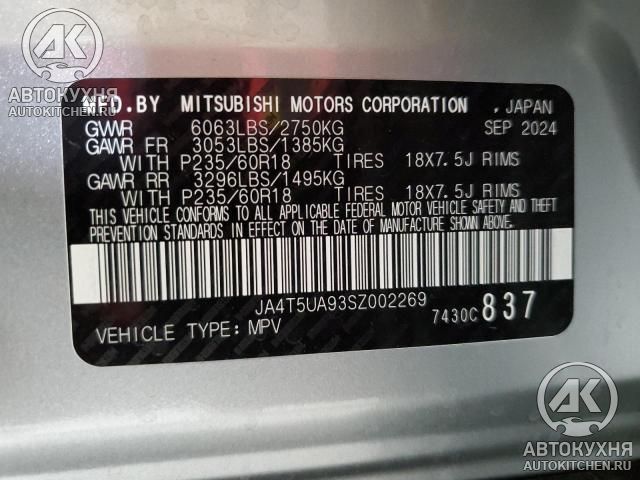 AK
АВТОКУХНЯ
AUTOKITCHEN.RU
MFD.BY MITSUBISHI MOTORS CORPORATION , JAPAN
GVWR 6063LBS/2750KG SEP 2024
GAWR FR 3053LBS/1385KG
WITH P235/60R18 TIRES 18X7.5J RIMS
GAWR RR 3296LBS/1495KG
WITH P235/60R18 TIRES 18X7.5J RIMS
THIS VEHICLE CONFORMS TO ALL APPLICABLE FEDERAL MOTOR VEHICLE SAFETY AND THEFT
PREVENTION STANDARDS IN EFFECT ON THE DATE OF MANUFACTURE SHOWN ABOVE.
JA4T5UA93SZ002269
7430C 837
VEHICLE TYPE: MPV
AK
АВТОКУХНЯ
AUTOKITCHEN.RU